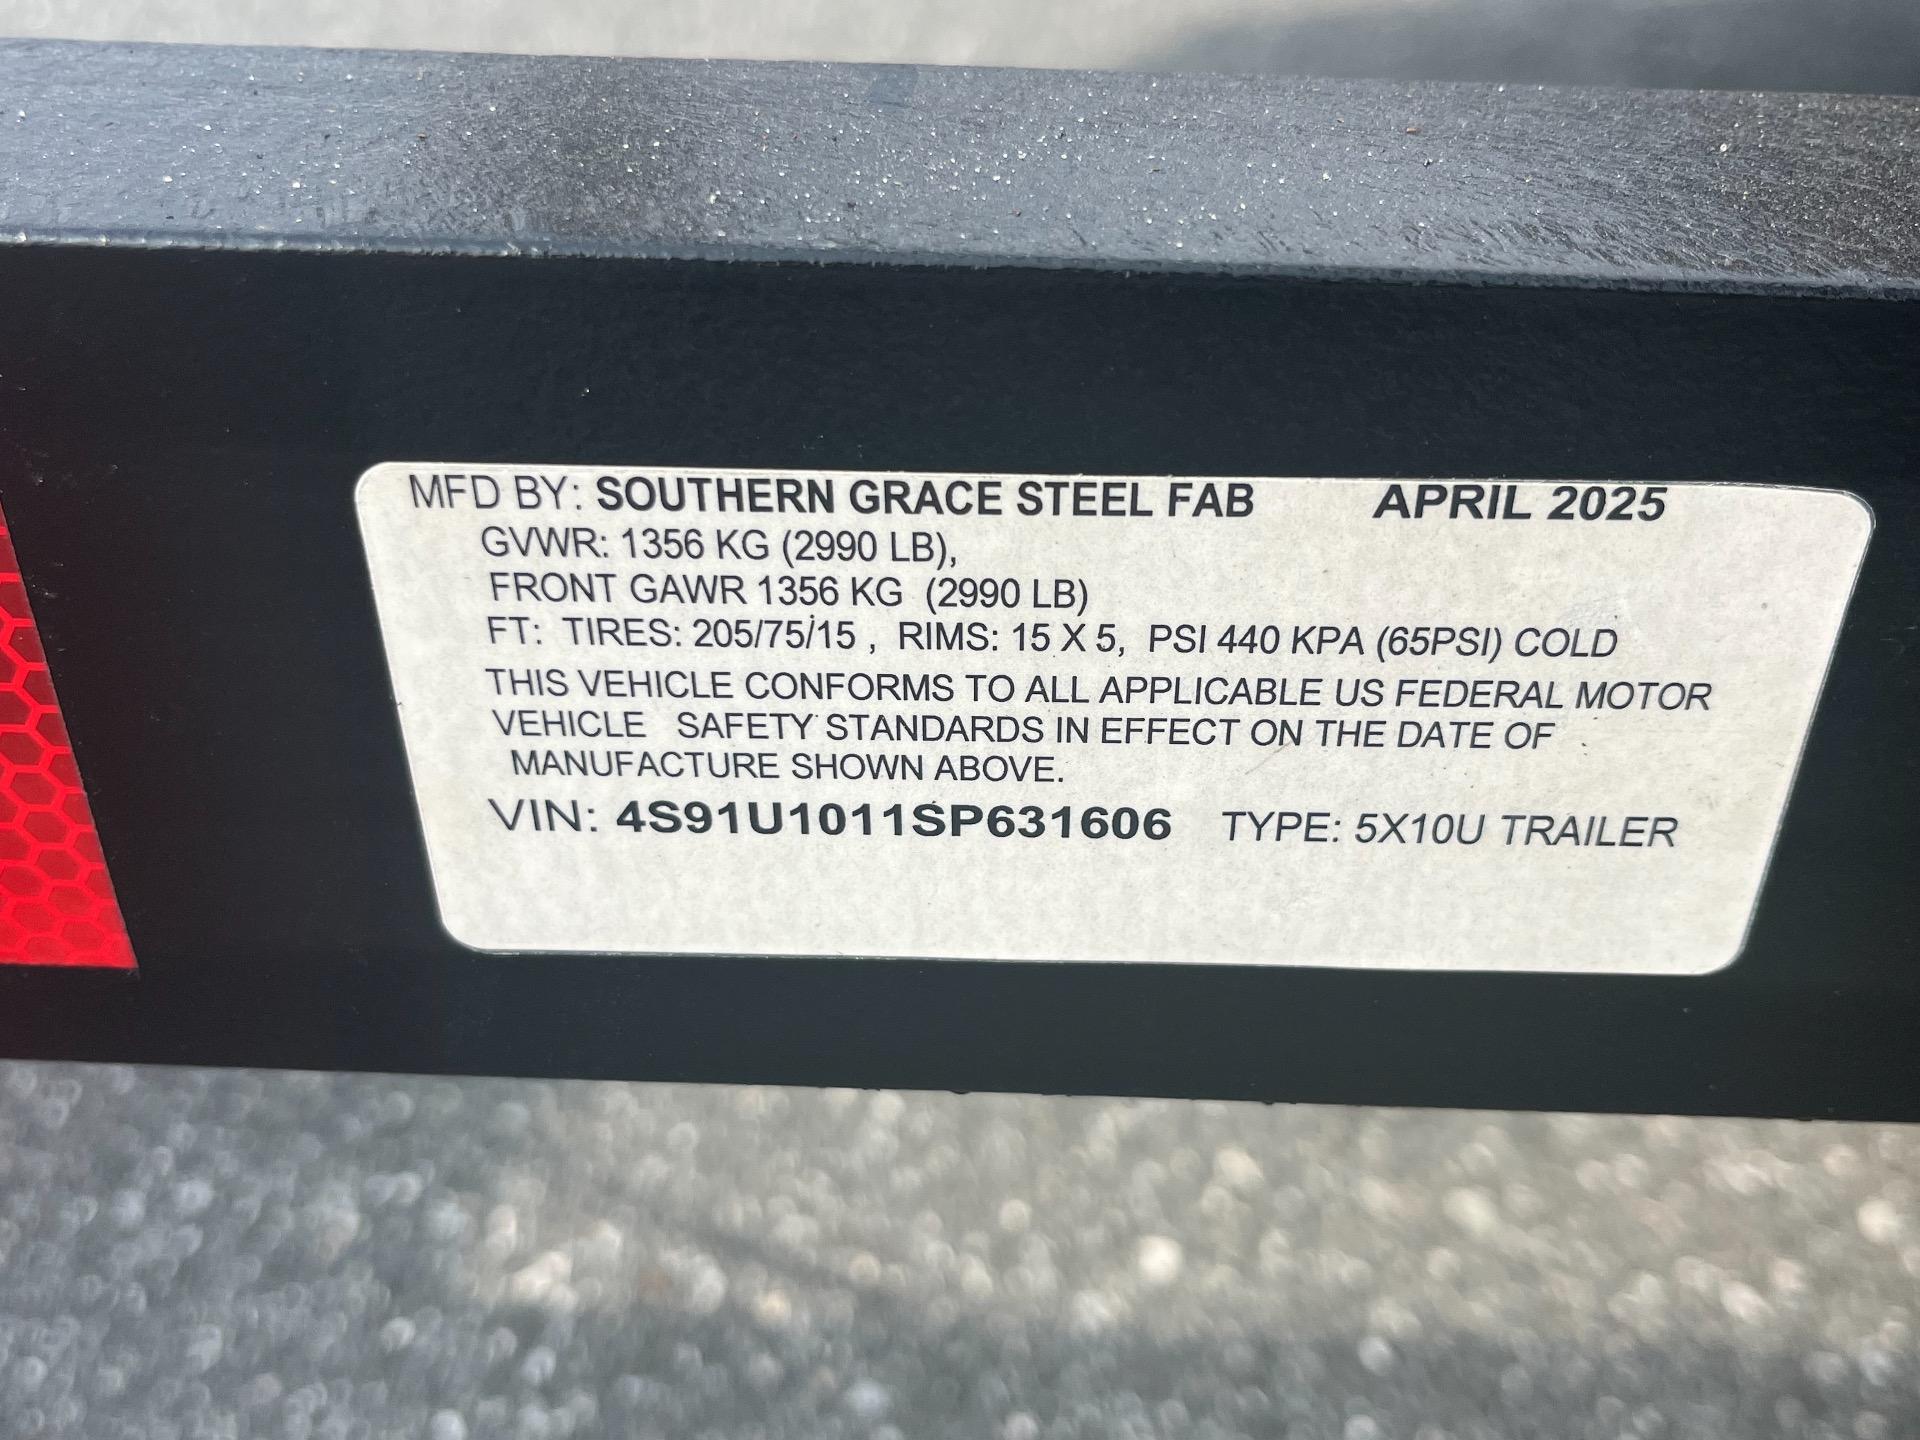 MFD BY: SOUTHERN GRACE STEEL FAB APRIL 2025
GVWR: 1356 KG (2990 LB),
FRONT GAWR 1356 KG (2990 LB)
FT: TIRES: 205/75/15 , RIMS: 15 X 5, PSI 440 KPA (65PSI) COLD
THIS VEHICLE CONFORMS TO ALL APPLICABLE US FEDERAL MOTOR
VEHICLE SAFETY STANDARDS IN EFFECT ON THE DATE OF
MANUFACTURE SHOWN ABOVE.
VIN: 4S91U1011SP631606 TYPE: 5X10U TRAILER